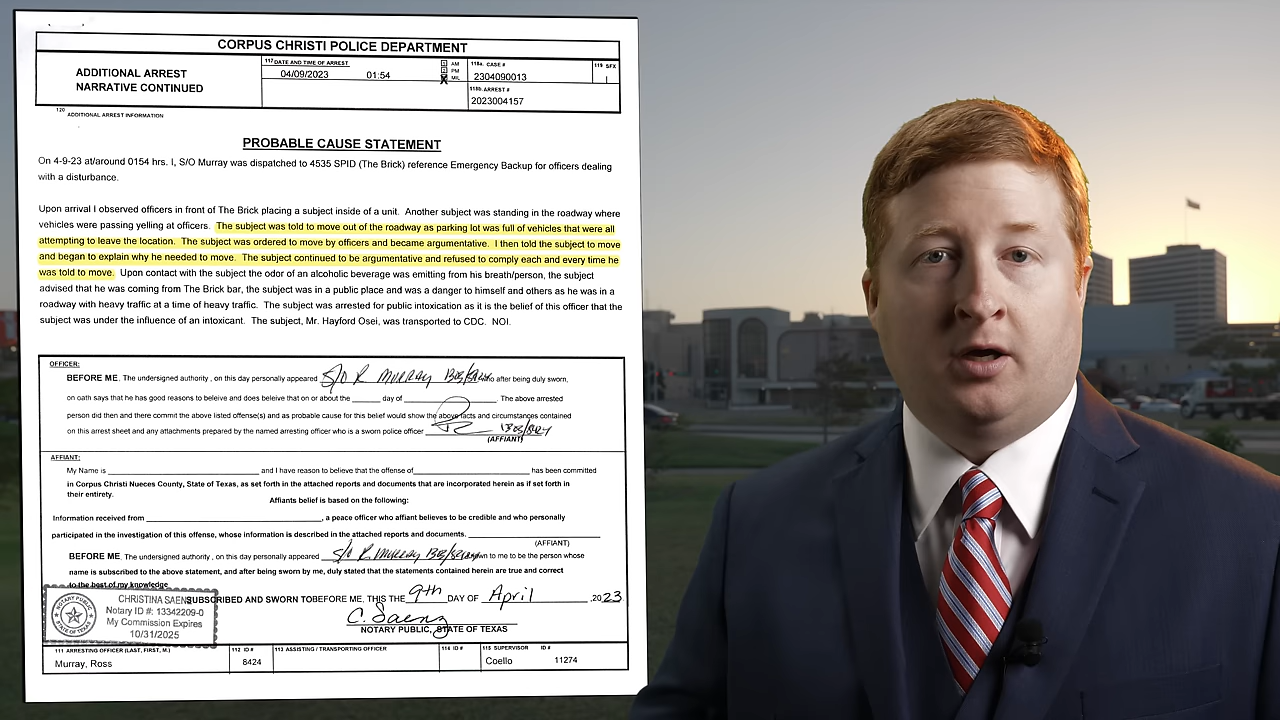 CORPUS CHRISTI POLICE DEPARTMENT
ADDITIONAL ARREST
NARRATIVE CONTINUED
117 DATE AND TIME OF ARREST
04/09/2023 01:54
AM
PM
MIL
118a. CASE #
2304090013
119 SFX
118b. ARREST #
2023004157
120
ADDITIONAL ARREST INFORMATION
PROBABLE CAUSE STATEMENT
On 4-9-23 at/around 0154 hrs. I, S/O Murray was dispatched to 4535 SPID (The Brick) reference Emergency Backup for officers dealing
with a disturbance.
Upon arrival I observed officers in front of The Brick placing a subject inside of a unit. Another subject was standing in the roadway where
vehicles were passing yelling at officers. The subject was told to move out of the roadway as parking lot was full of vehicles that were all
attempting to leave the location. The subject was ordered to move by officers and became argumentative. I then told the subject to move
and began to explain why he needed to move. The subject continued to be argumentative and refused to comply each and every time he
was told to move. Upon contact with the subject the odor of an alcoholic beverage was emitting from his breath/person, the subject
advised that he was coming from The Brick bar, the subject was in a public place and was a danger to himself and others as he was in a
roadway with heavy traffic at a time of heavy traffic. The subject was arrested for public intoxication as it is the belief of this officer that the
subject was under the influence of an intoxicant. The subject, Mr. Hayford Osei, was transported to CDC. NOI.
OFFICER:
BEFORE ME. The undersigned authority , on this day personally appeared S/O R MURRAY who after being duly sworn,
on oath says that he has good reasons to beleive and does beleive that on or about the ______ day of ____________. The above arrested
person did then and there commit the above listed offense(s) and as probable cause for this belief would show the above facts and circumstances contained
on this arrest sheet and any attachments prepared by the named arresting officer who is a sworn police officer
(AFFIANT)
AFFIANT:
My Name is ____________ and I have reason to believe that the offense of ____________ has been committed
in Corpus Christi Nueces County, State of Texas, as set forth in the attached reports and documents that are incorporated herein as if set forth in
their entirety.
Affiants belief is based on the following:
Information received from ____________, a peace officer who affiant believes to be credible and who personally
participated in the investigation of this offense, whose information is described in the attached reports and documents. ____________
(AFFIANT)
BEFORE ME. The undersigned authority , on this day personally appeared S/O R MURRAY known to me to be the person whose
name is subscribed to the above statement, and after being sworn by me, duly stated that the statements contained herein are true and correct
to the best of my knowledge
SUBSCRIBED AND SWORN TO BEFORE ME, THIS THE 9th DAY OF April ,2023
C. Saenz
NOTARY PUBLIC, STATE OF TEXAS
NOTARY PUBLIC
STATE OF TEXAS
CHRISTINA SAENZ
Notary ID #: 13342209-0
My Commission Expires
10/31/2025
111 ARRESTING OFFICER (LAST, FIRST, M.)
Murray, Ross
112 ID #
8424
113 ASSISTING / TRANSPORTING OFFICER
114 ID #
115 SUPERVISOR ID #
Coello 11274